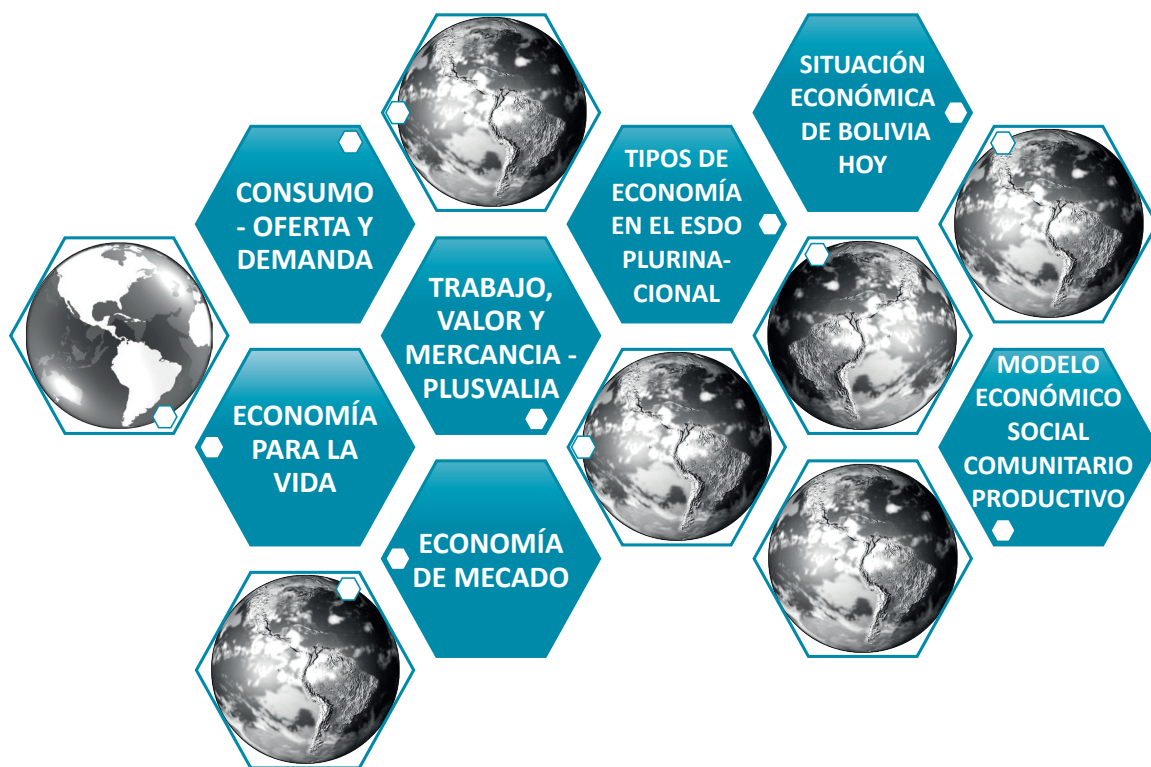 CONSUMO
- OFERTA Y
DEMANDA
ECONOMÍA
PARA LA
VIDA
TRABAJO,
VALOR Y
MERCANCIA -
PLUSVALIA
ECONOMÍA
DE MECADO
TIPOS DE
ECONOMÍA
EN EL ESDO
PLURINA-
CIONAL
SITUACIÓN
ECONÓMICA
DE BOLIVIA
HOY
MODELO
ECONÓMICO
SOCIAL
COMUNITARIO
PRODUCTIVO